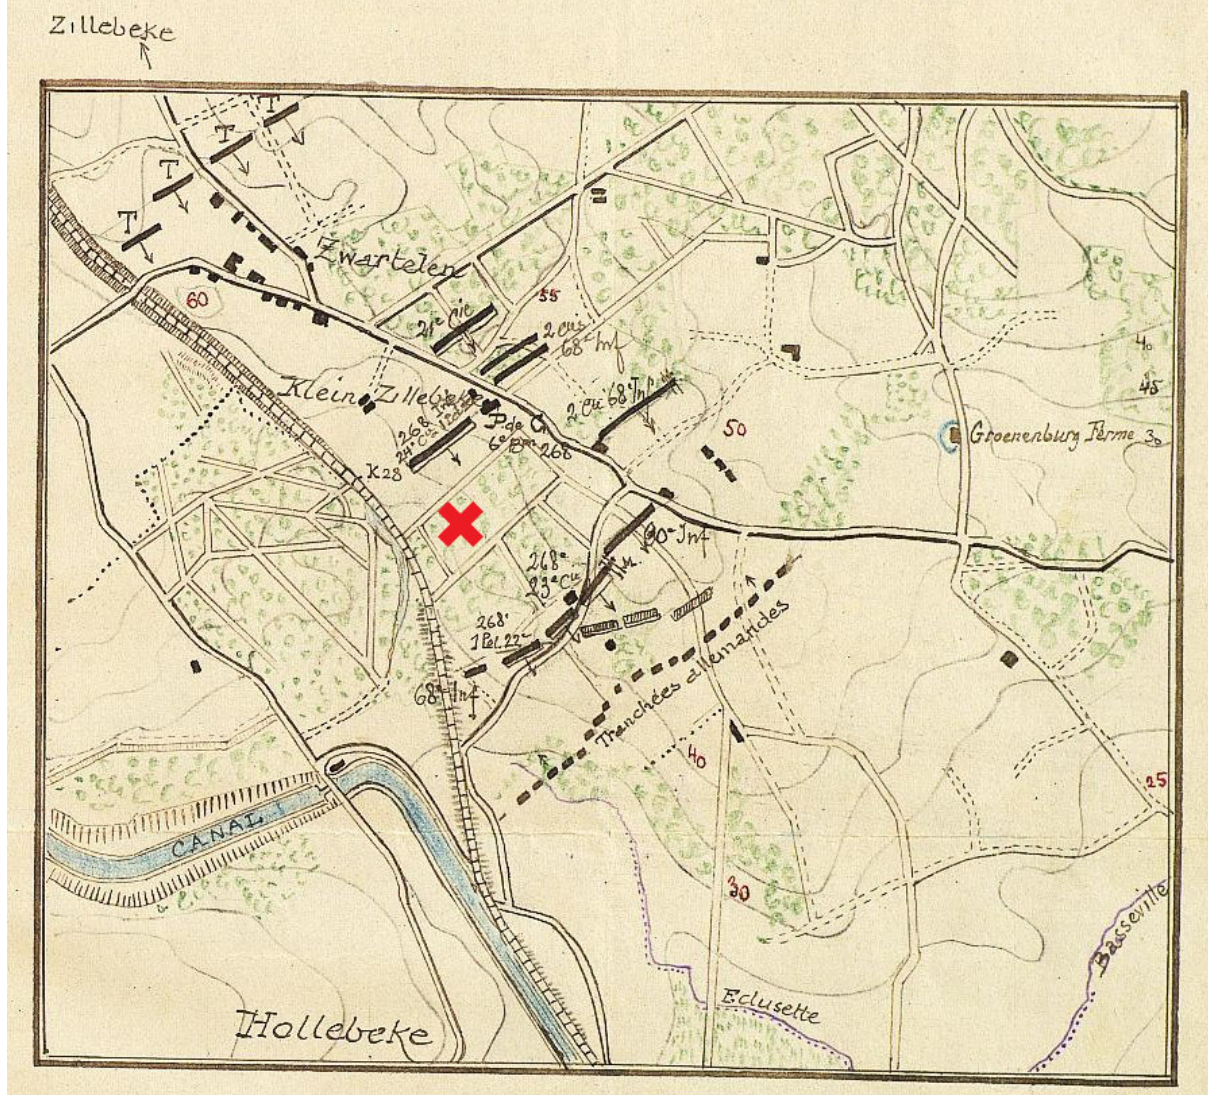 Zillebeke
T
T
T
T
Zwartelen
60
55
21e Cie
2 Cies
68e Inf
Klein Zillebeke
2 Cie 68e Inf
268
24e Cie
P. de C.
6e Bon 268
50
40
45
Groenenburg Ferme 30
K28
90e Inf
268e
23e Cie
268e
1 Pel. 22e
68e Inf
Tranchées allemandes
40
25
CANAL
30
Basseville
Eclusette
Hollebeke